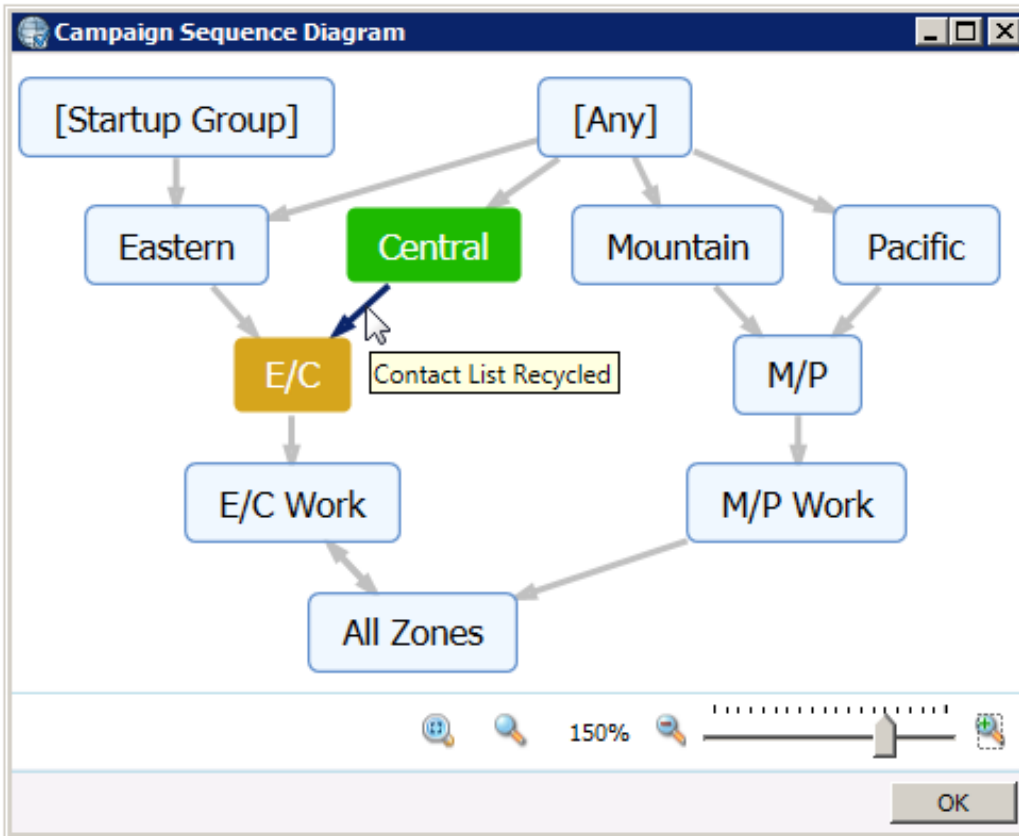 Campaign Sequence Diagram
[Startup Group]
[Any]
Eastern
Central
Mountain
Pacific
E/C
Contact List Recycled
M/P
E/C Work
M/P Work
All Zones
150%
OK